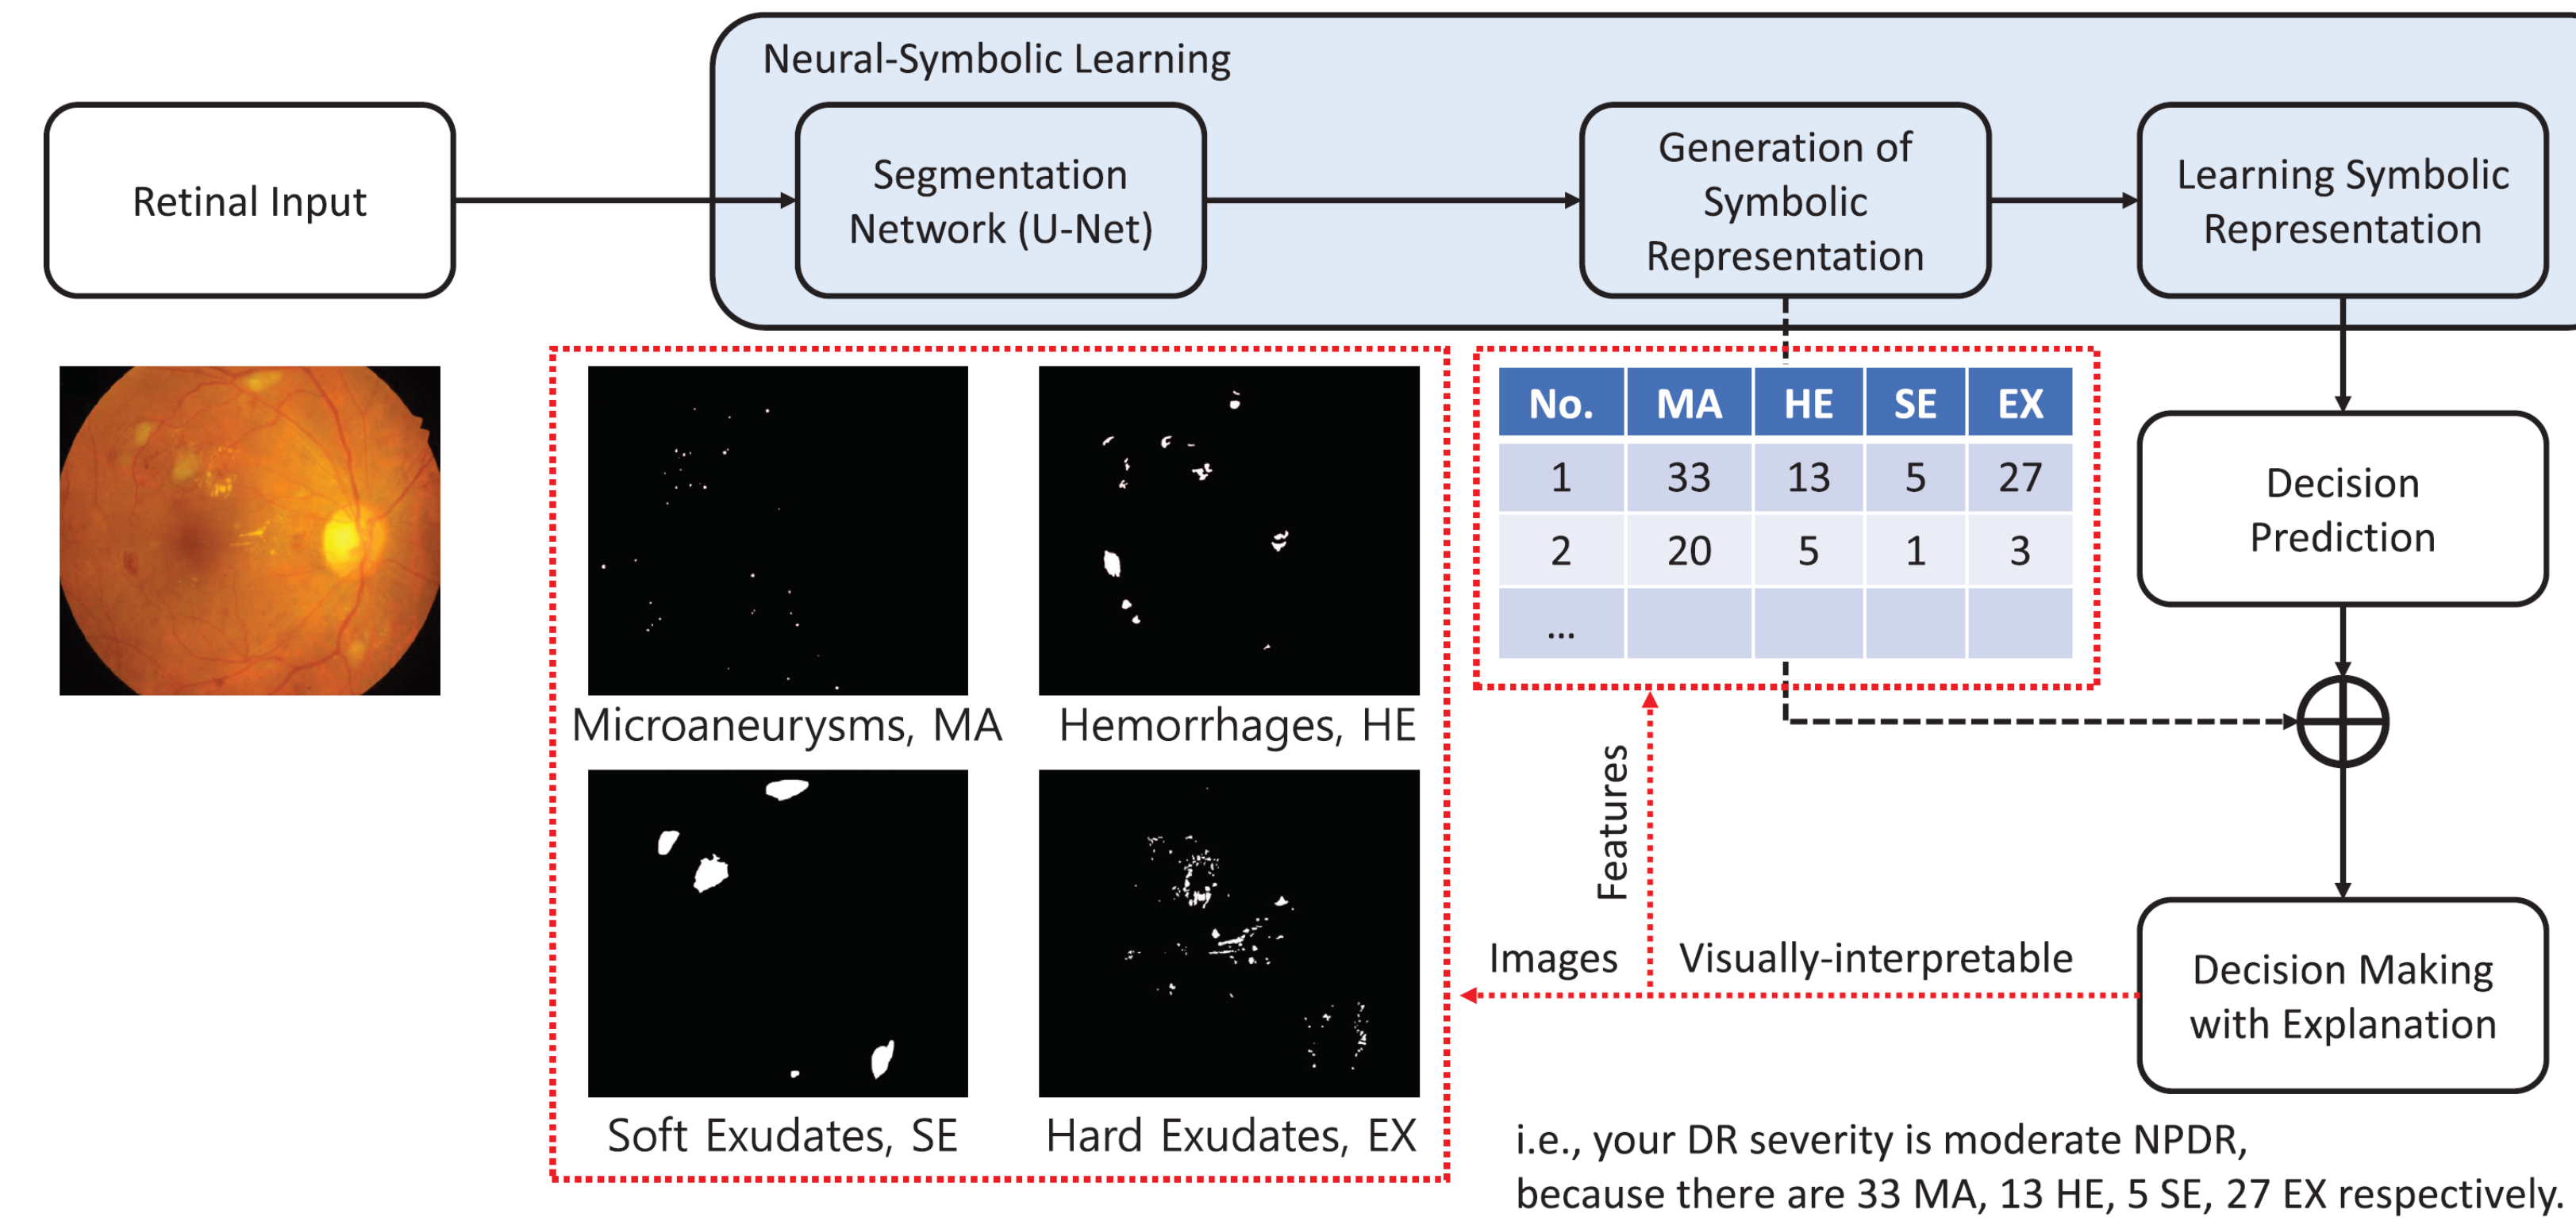 Neural-Symbolic Learning
Retinal Input
Segmentation
Network (U-Net)
Generation of
Symbolic
Representation
Learning Symbolic
Representation
No. MA HE SE EX
1 33 13 5 27
2 20 5 1 3
...
Decision
Prediction
Microaneurysms, MA
Hemorrhages, HE
Soft Exudates, SE
Hard Exudates, EX
Features
Images
Visually-interpretable
Decision Making
with Explanation
i.e., your DR severity is moderate NPDR,
because there are 33 MA, 13 HE, 5 SE, 27 EX respectively.